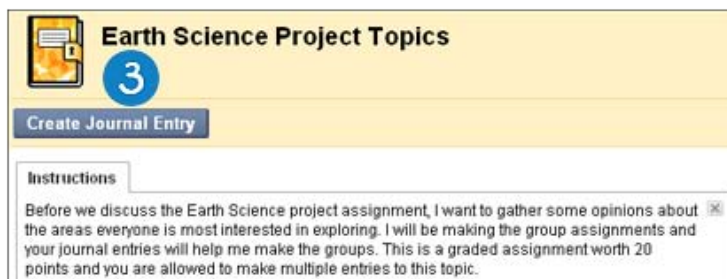 Earth Science Project Topics
3
Create Journal Entry
Instructions
Before we discuss the Earth Science project assignment, I want to gather some opinions about
the areas everyone is most interested in exploring. I will be making the group assignments and
your journal entries will help me make the groups. This is a graded assignment worth 20
points and you are allowed to make multiple entries to this topic.